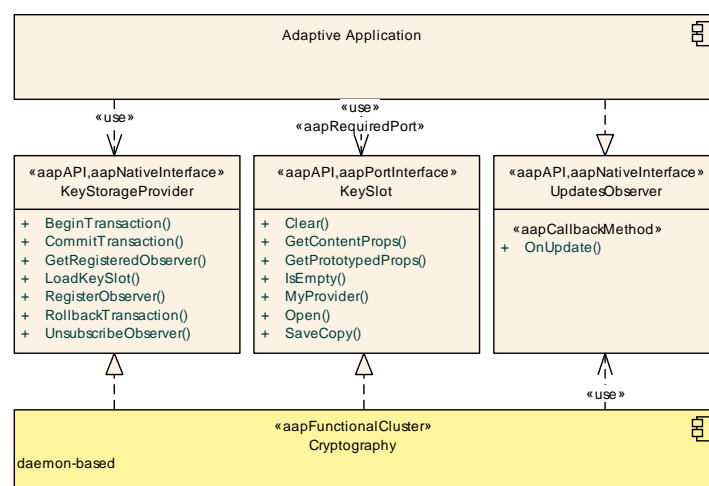 Adaptive Application
«use»
«use»
«aapRequiredPort»
«aapAPI,aapNativeInterface»
KeyStorageProvider
+ BeginTransaction()
+ CommitTransaction()
+ GetRegisteredObserver()
+ LoadKeySlot()
+ RegisterObserver()
+ RollbackTransaction()
+ UnsubscribeObserver()
«aapAPI,aapPortInterface»
KeySlot
+ Clear()
+ GetContentProps()
+ GetPrototypedProps()
+ IsEmpty()
+ MyProvider()
+ Open()
+ SaveCopy()
«aapAPI,aapNativeInterface»
UpdatesObserver
«aapCallbackMethod»
+ OnUpdate()
«use»
«aapFunctionalCluster»
Cryptography
daemon-based